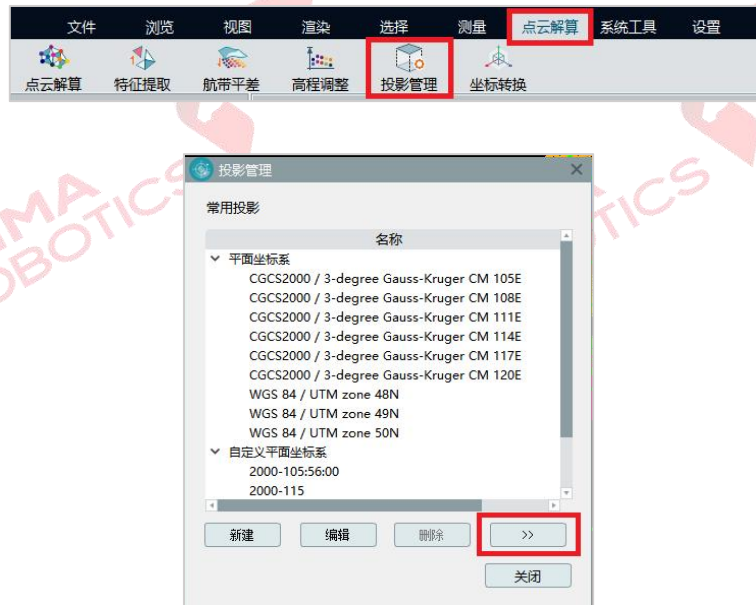 文件 浏览 视图 渲染 选择 测量 点云解算 系统工具 设置
点云解算 特征提取 航带平差 高程调整 投影管理 坐标转换
投影管理
常用投影
名称
平面坐标系
CGCS2000 / 3-degree Gauss-Kruger CM 105E
CGCS2000 / 3-degree Gauss-Kruger CM 108E
CGCS2000 / 3-degree Gauss-Kruger CM 111E
CGCS2000 / 3-degree Gauss-Kruger CM 114E
CGCS2000 / 3-degree Gauss-Kruger CM 117E
CGCS2000 / 3-degree Gauss-Kruger CM 120E
WGS 84 / UTM zone 48N
WGS 84 / UTM zone 49N
WGS 84 / UTM zone 50N
自定义平面坐标系
2000-105:56:00
2000-115
新建 编辑 删除 >>
关闭